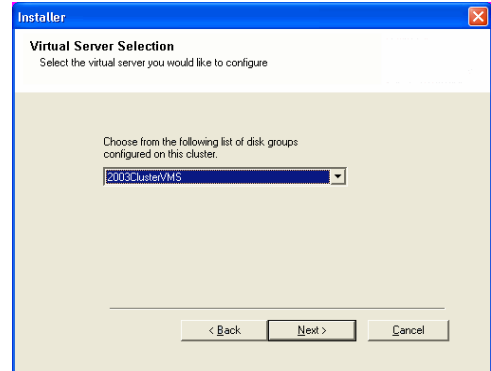 Installer
Virtual Server Selection
Select the virtual server you would like to configure
Choose from the following list of disk groups
configured on this cluster.
2003ClusterVMS
< Back
Next >
Cancel